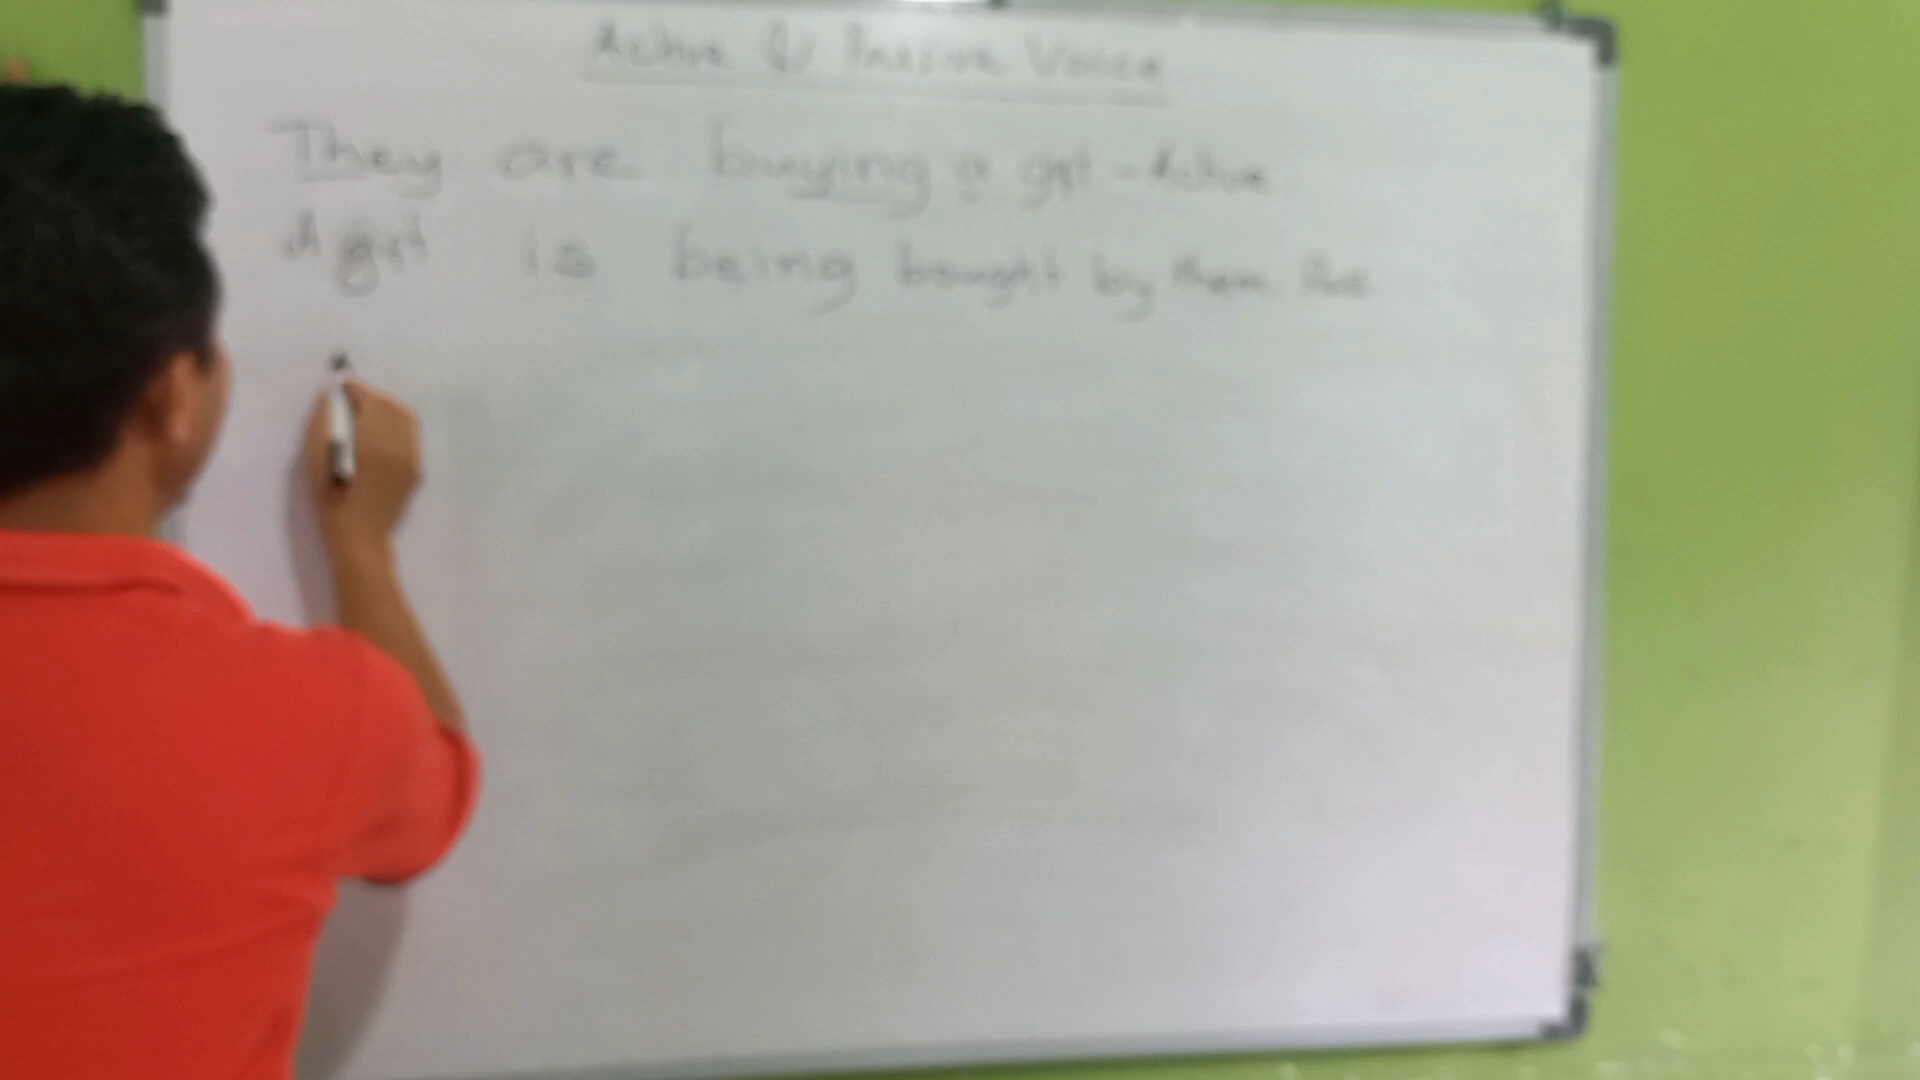 Active & Passive Voice
They are buying a gift - Active
A gift is being bought by them